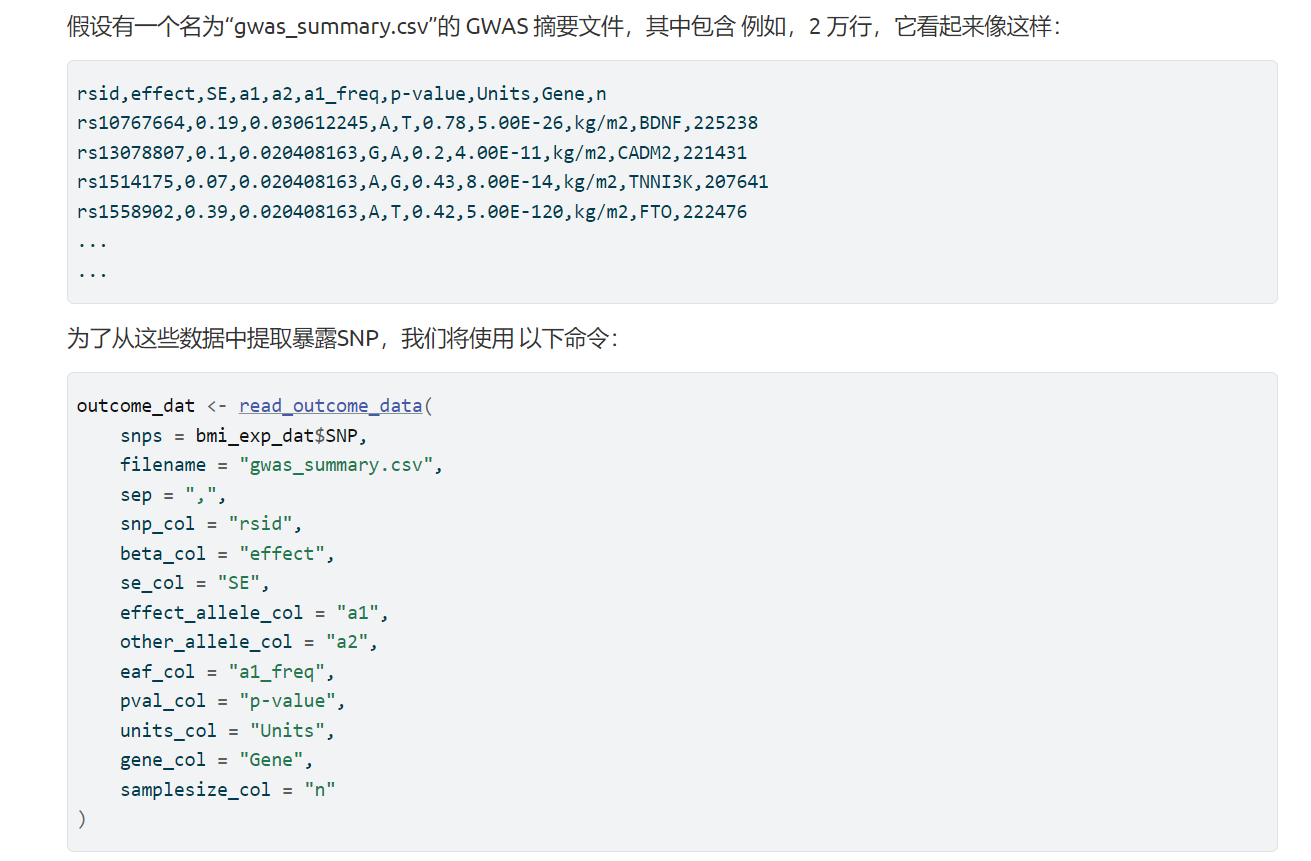 假设有一个名为“gwas_summary.csv”的 GWAS 摘要文件，其中包含 例如，2 万行，它看起来像这样：
rsid,effect,SE,a1,a2,a1_freq,p-value,Units,Gene,n
rs10767664,0.19,0.030612245,A,T,0.78,5.00E-26,kg/m2,BDNF,225238
rs13078807,0.1,0.020408163,G,A,0.2,4.00E-11,kg/m2,CADM2,221431
rs1514175,0.07,0.020408163,A,G,0.43,8.00E-14,kg/m2,TNNI3K,207641
rs1558902,0.39,0.020408163,A,T,0.42,5.00E-120,kg/m2,FTO,222476
...
...
为了从这些数据中提取暴露SNP，我们将使用 以下命令：
outcome_dat <- read_outcome_data(
    snps = bmi_exp_dat$SNP,
    filename = "gwas_summary.csv",
    sep = ",",
    snp_col = "rsid",
    beta_col = "effect",
    se_col = "SE",
    effect_allele_col = "a1",
    other_allele_col = "a2",
    eaf_col = "a1_freq",
    pval_col = "p-value",
    units_col = "Units",
    gene_col = "Gene",
    samplesize_col = "n"
)